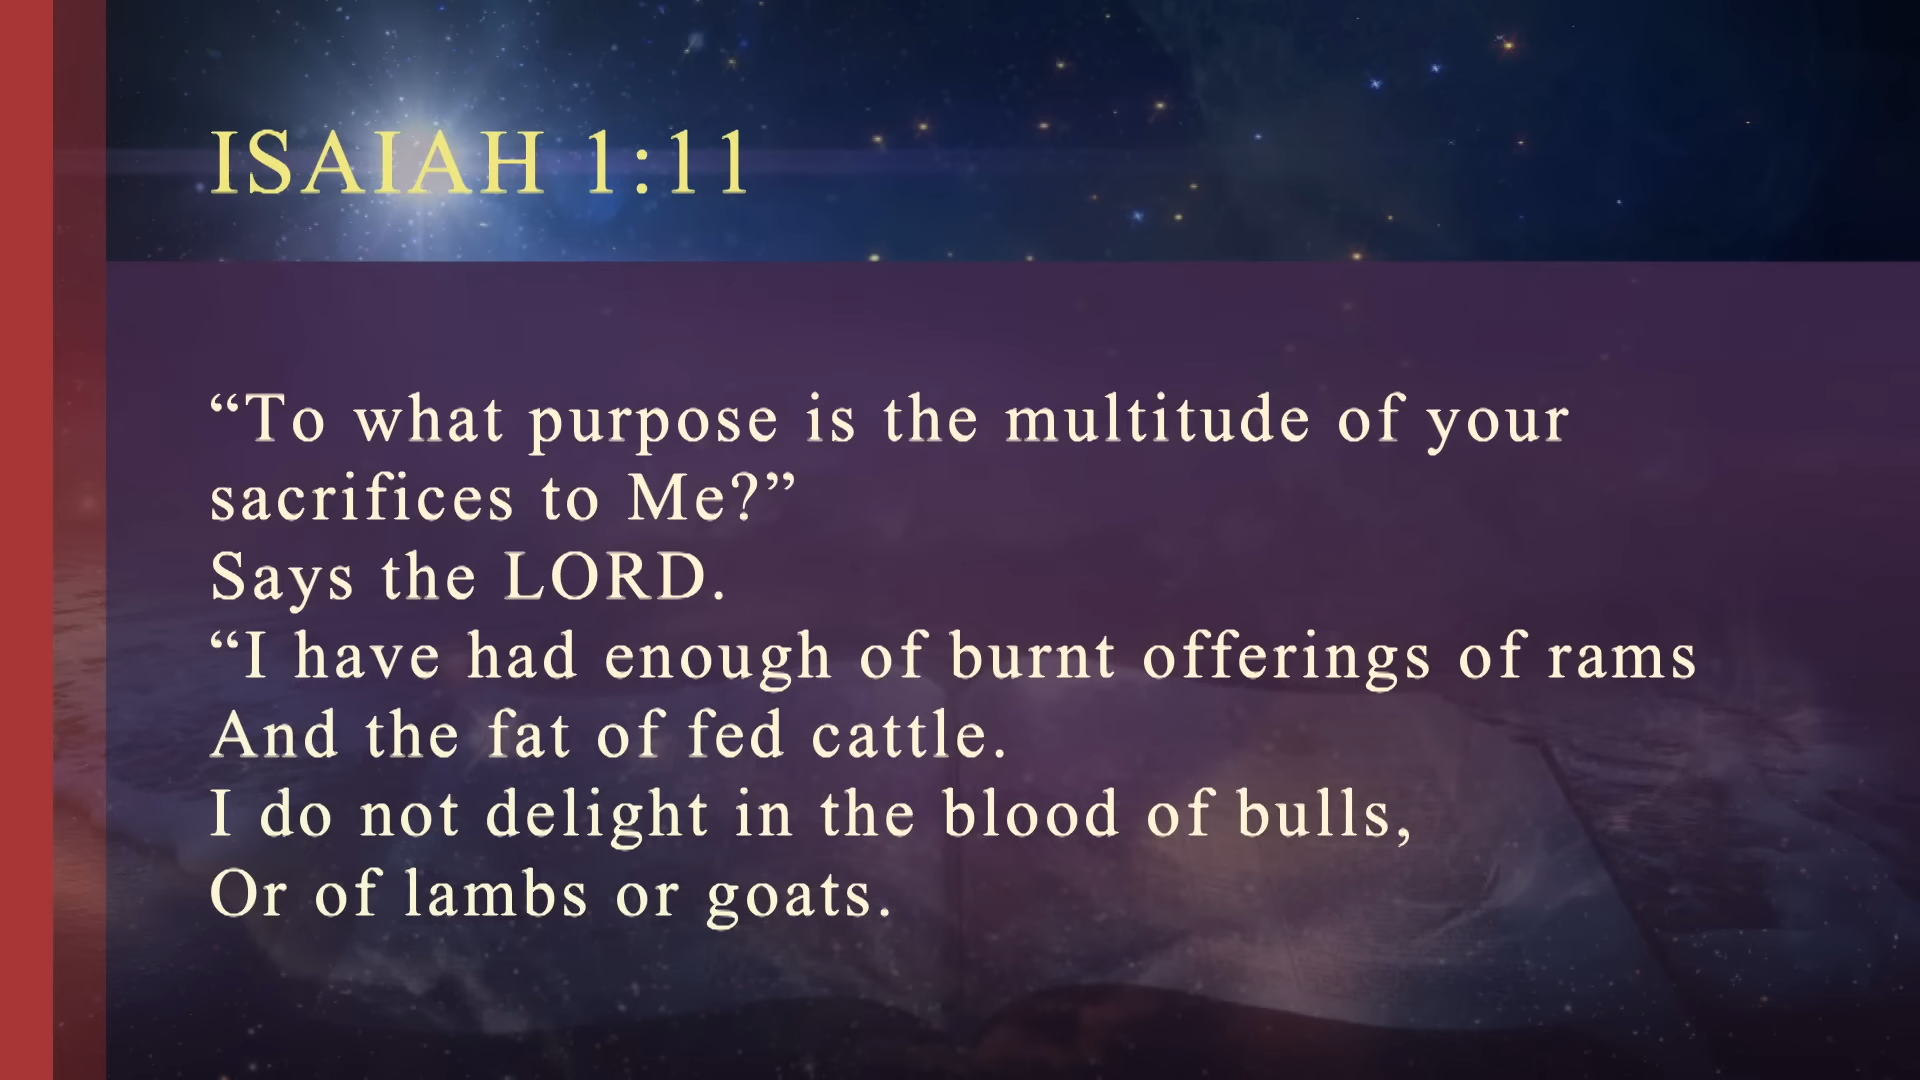 ISAIAH 1:11
“To what purpose is the multitude of your
sacrifices to Me?”
Says the LORD.
“I have had enough of burnt offerings of rams
And the fat of fed cattle.
I do not delight in the blood of bulls,
Or of lambs or goats.